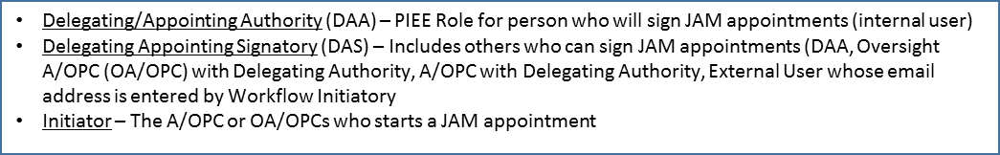 • Delegating/Appointing Authority (DAA) – PIEE Role for person who will sign JAM appointments (internal user)
• Delegating Appointing Signatory (DAS) – Includes others who can sign JAM appointments (DAA, Oversight
A/OPC (OA/OPC) with Delegating Authority, A/OPC with Delegating Authority, External User whose email
address is entered by Workflow Initiatory
• Initiator – The A/OPC or OA/OPCs who starts a JAM appointment